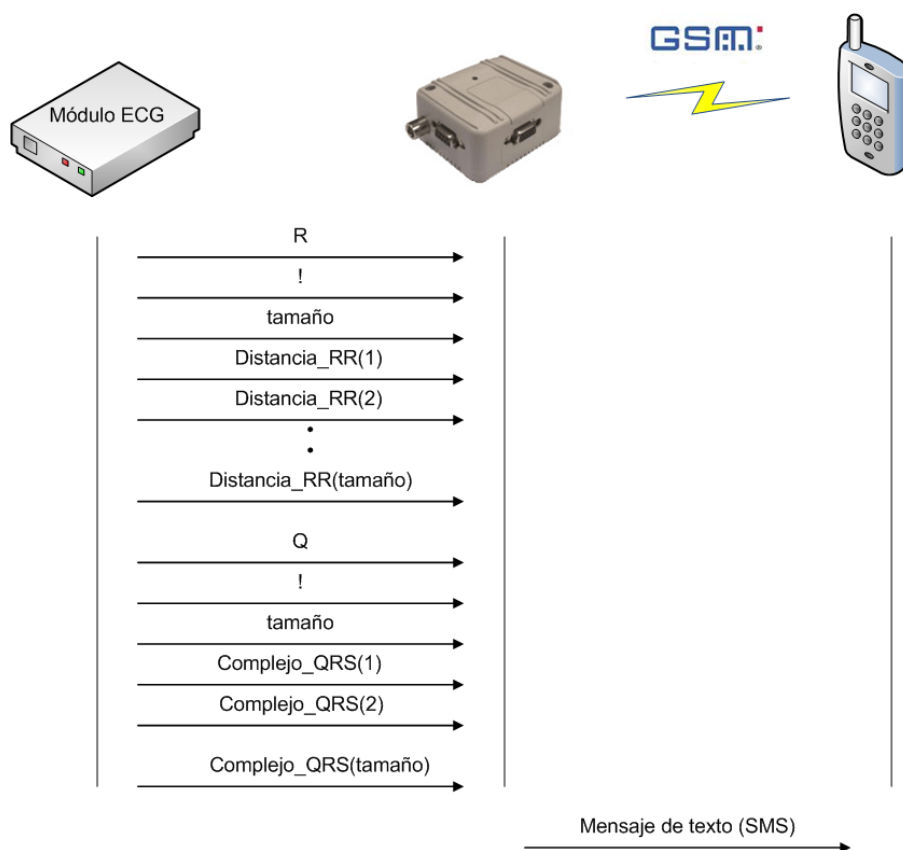 GSM
Módulo ECG
R
!
tamaño
Distancia_RR(1)
Distancia_RR(2)
Distancia_RR(tamaño)
Q
!
tamaño
Complejo_QRS(1)
Complejo_QRS(2)
Complejo_QRS(tamaño)
Mensaje de texto (SMS)